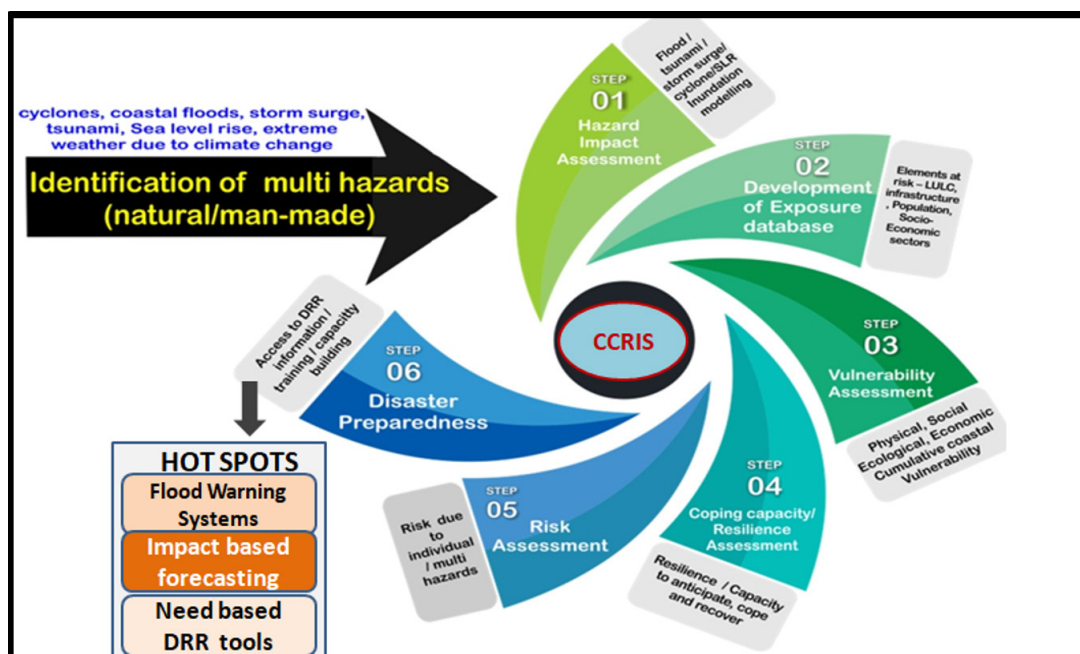 cyclones, coastal floods, storm surge,
tsunami, Sea level rise, extreme
weather due to climate change
Identification of multi hazards
(natural/man-made)
STEP
01
Hazard
Impact
Assessment
Flood /
tsunami /
storm surge/
cyclone/SLR
Inundation
modelling
STEP
02
Development
of Exposure
database
Elements at
risk – LULC,
infrastructure
, Population,
Socio-
Economic
sectors
STEP
03
Vulnerability
Assessment
Physical, Social
Ecological, Economic
Cumulative coastal
Vulnerability
STEP
04
Coping capacity/
Resilience
Assessment
Resilience / Capacity
to anticipate, cope
and recover
STEP
05
Risk
Assessment
Risk due
to
individual
/ multi
hazards
STEP
06
Disaster
Preparedness
Access to DRR
information /
training / capacitty
building
CCRIS
HOT SPOTS
Flood Warning
Systems
Impact based
forecasting
Need based
DRR tools